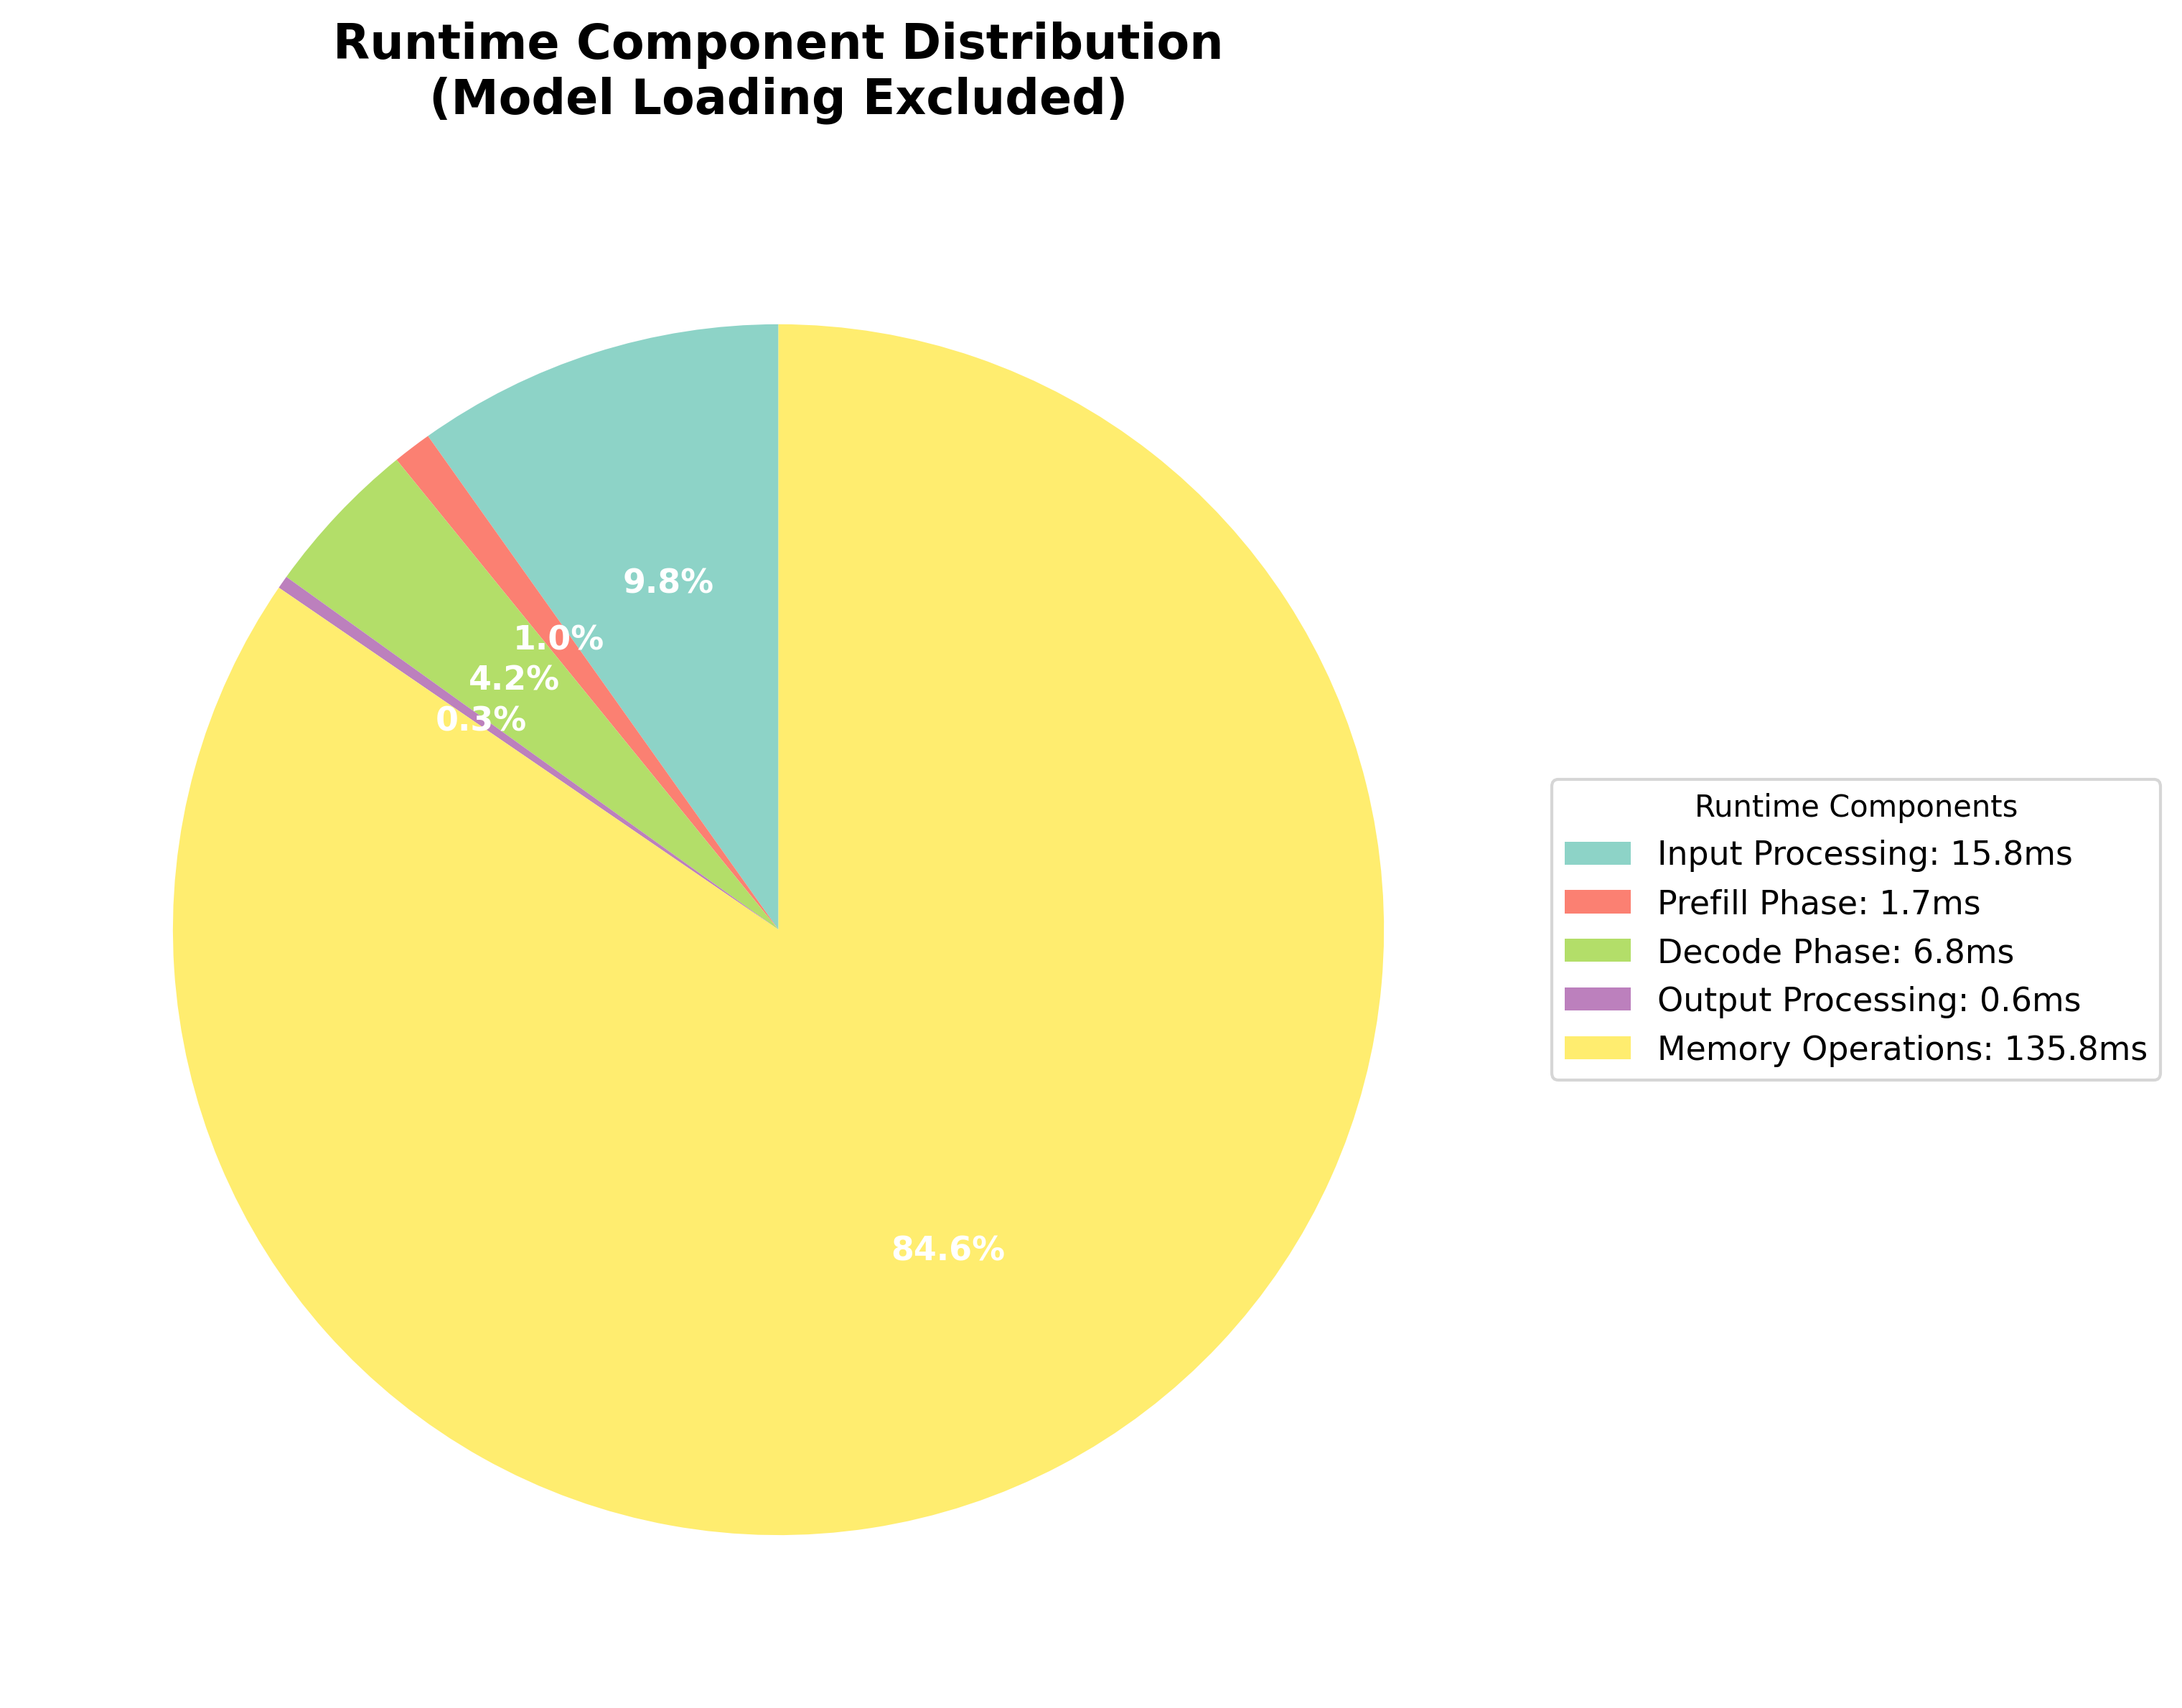 Runtime Component Distribution
(Model Loading Excluded)
9.8%
1.0%
4.2%
0.3%
84.6%
Runtime Components
Input Processing: 15.8ms
Prefill Phase: 1.7ms
Decode Phase: 6.8ms
Output Processing: 0.6ms
Memory Operations: 135.8ms